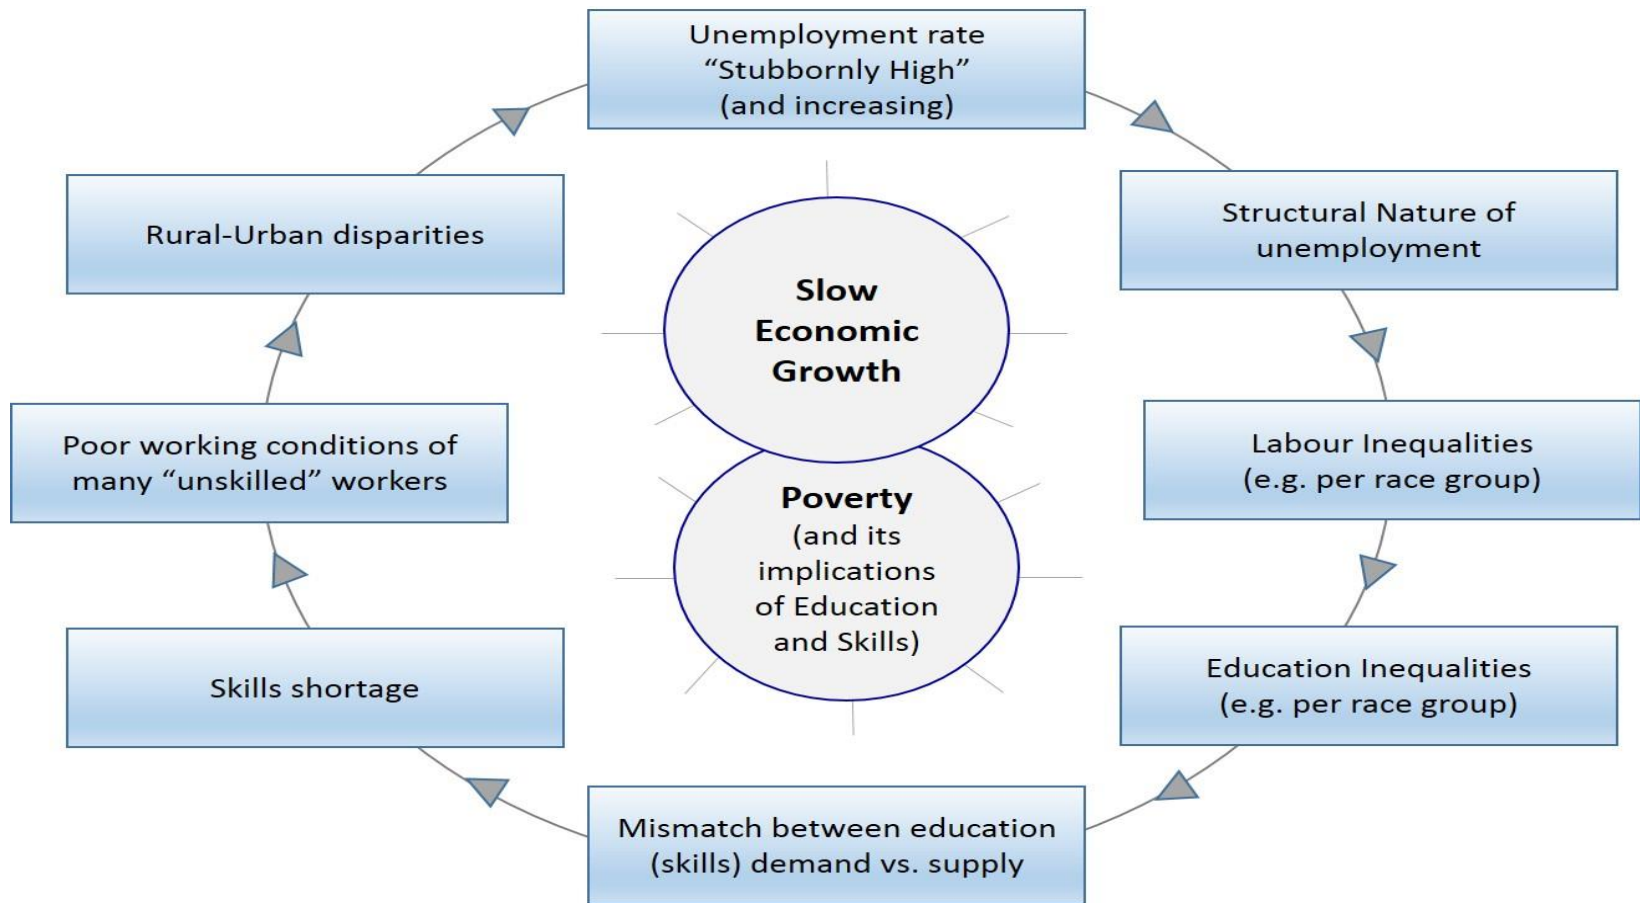 Unemployment rate
“Stubbornly High”
(and increasing)
Structural Nature of
unemployment
Labour Inequalities
(e.g. per race group)
Education Inequalities
(e.g. per race group)
Mismatch between education
(skills) demand vs. supply
Skills shortage
Poor working conditions of
many “unskilled” workers
Rural-Urban disparities
Slow
Economic
Growth
Poverty
(and its
implications
of Education
and Skills)